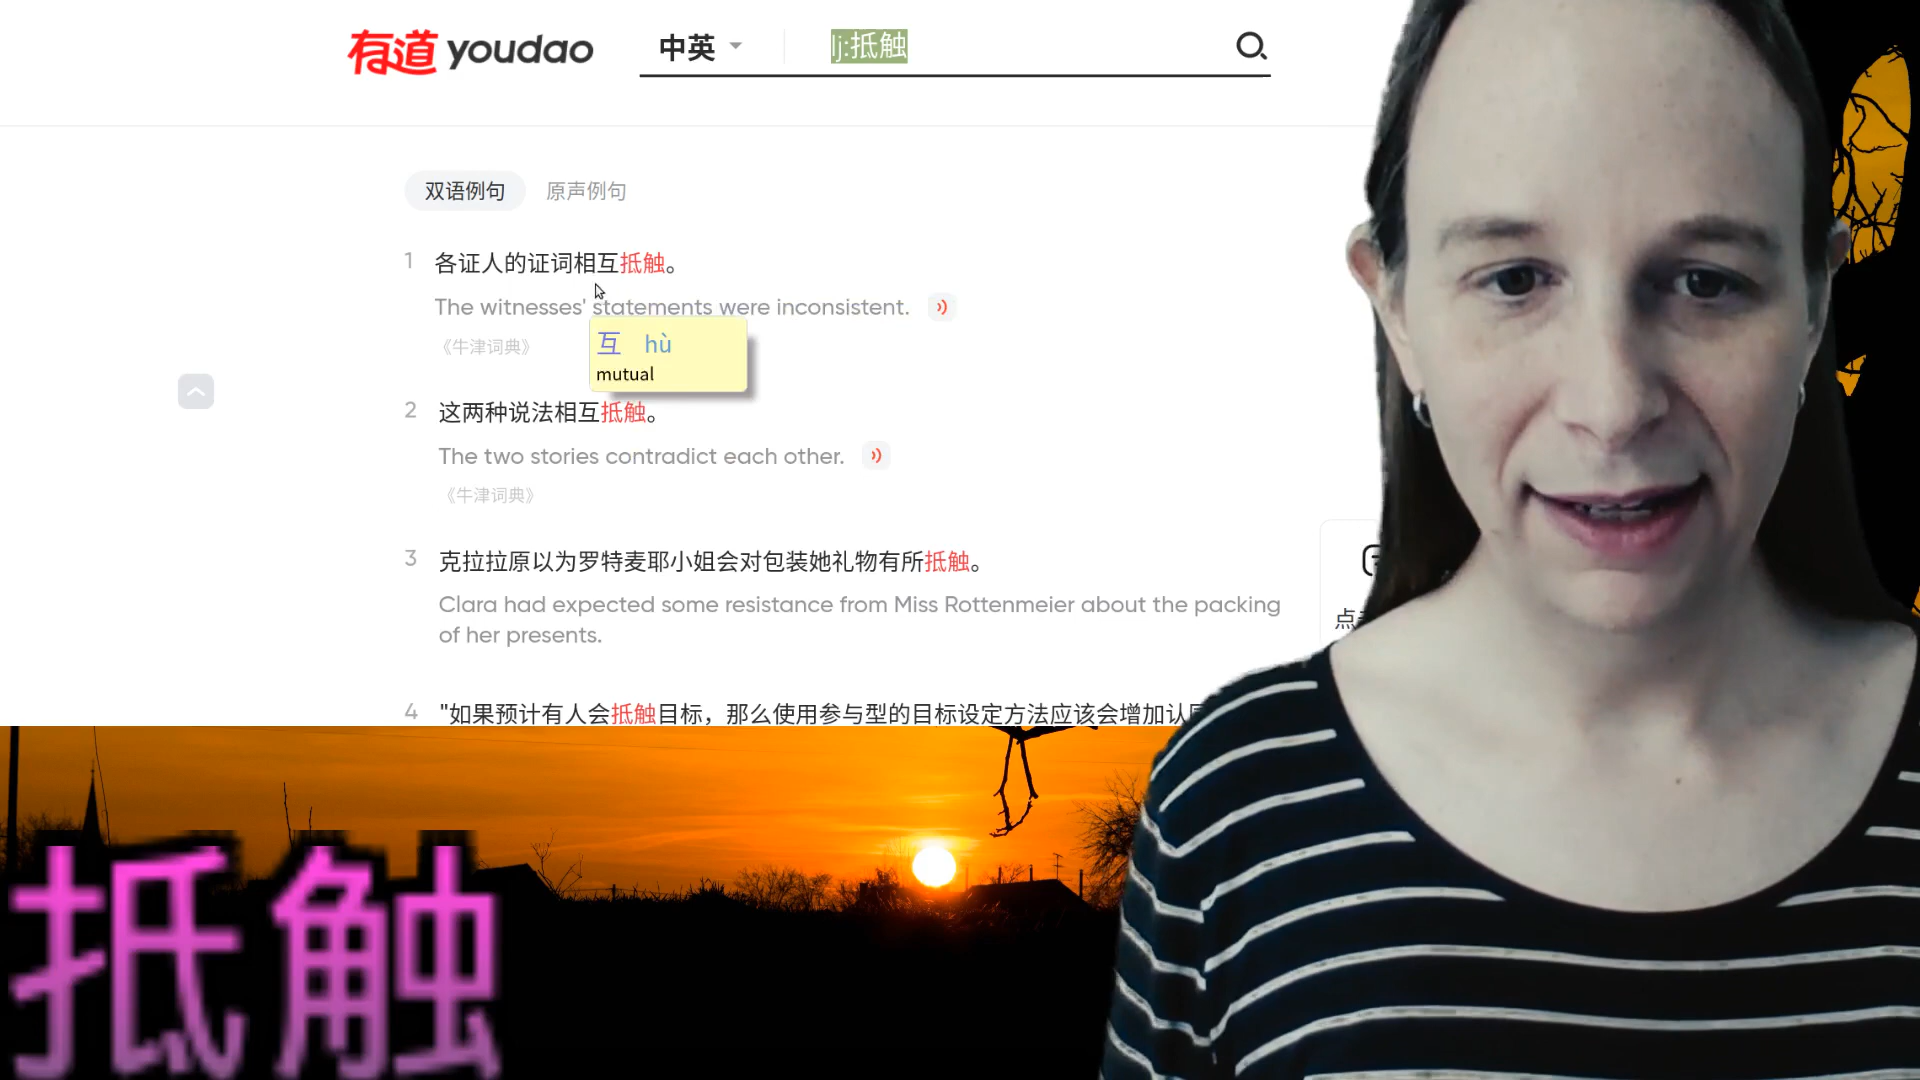 有道 youdao
中英
lj:抵触
双语例句 原声例句
1 各证人的证词相互抵触。
The witnesses' statements were inconsistent.
《牛津词典》
互 hù
mutual
2 这两种说法相互抵触。
The two stories contradict each other.
《牛津词典》
3 克拉拉原以为罗特麦耶小姐会对包装她礼物有所抵触。
Clara had expected some resistance from Miss Rottenmeier about the packing
of her presents.
点
4 "如果预计有人会抵触目标，那么使用参与型的目标设定方法应该会增加认
抵触